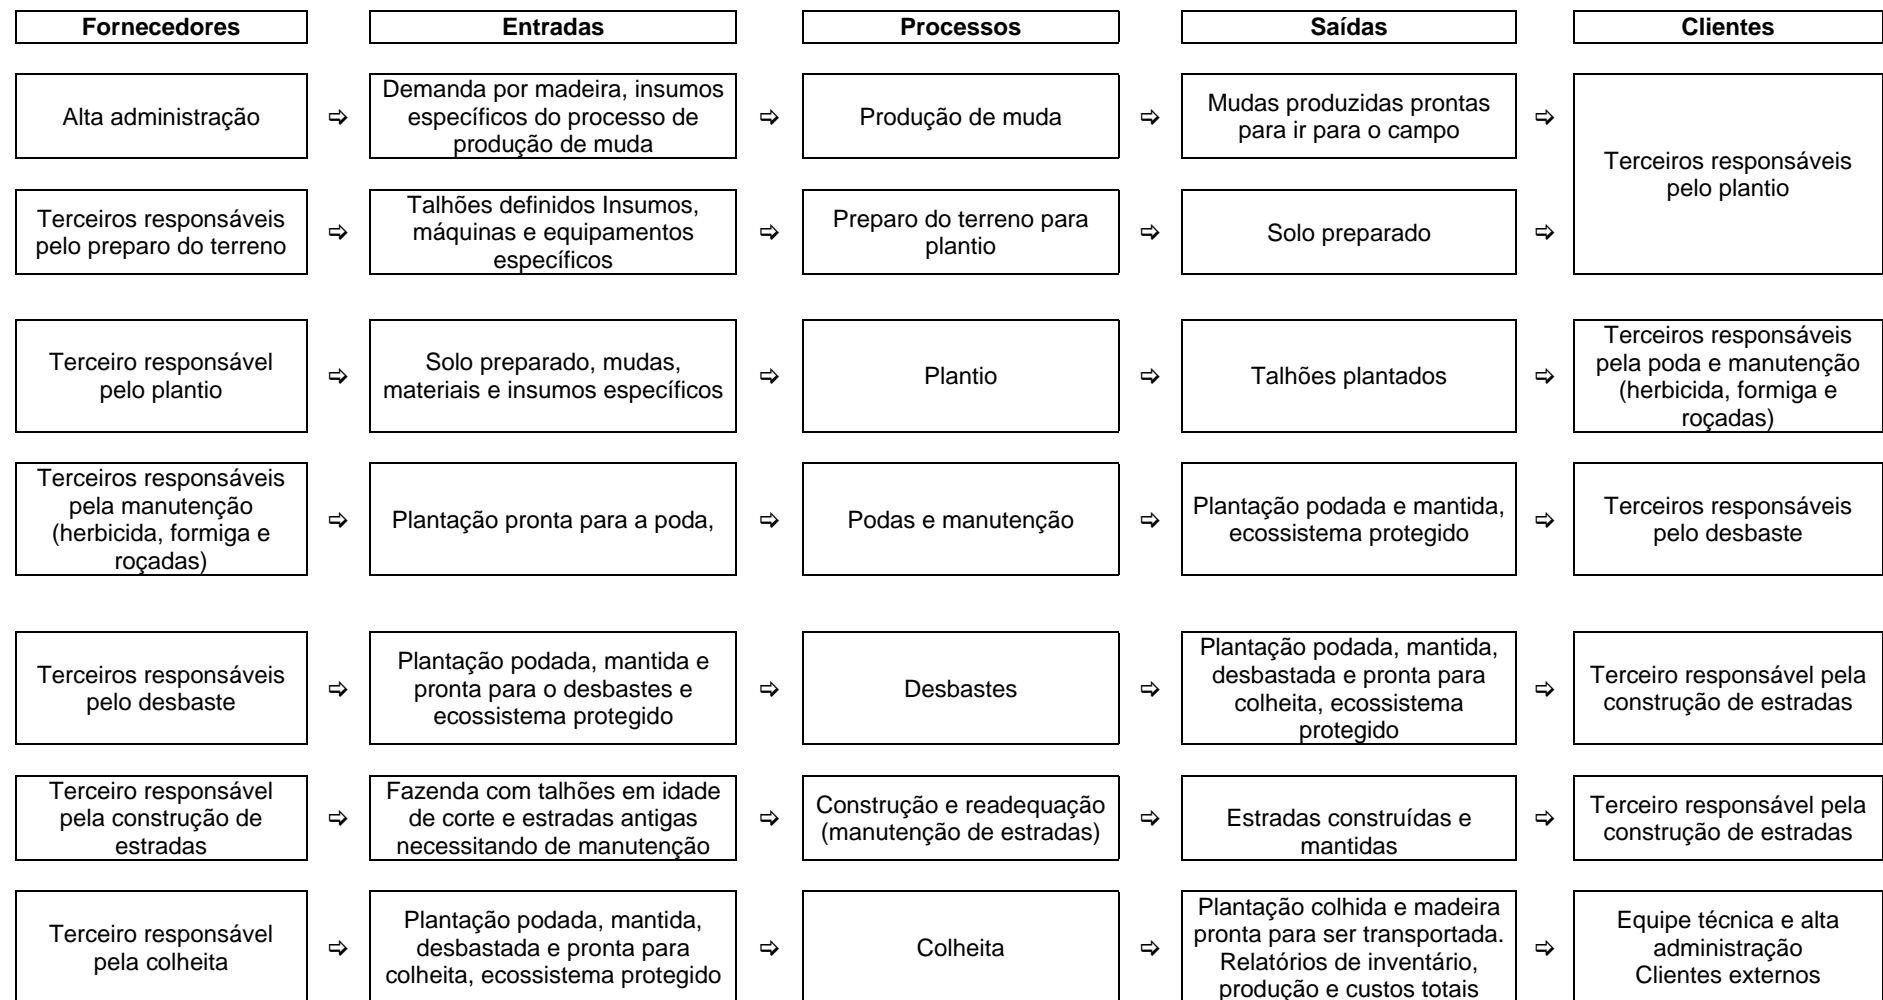 Fornecedores
Entradas
Processos
Saídas
Clientes
Alta administração
⇨
Demanda por madeira, insumos
específicos do processo de
produção de muda
⇨
Produção de muda
⇨
Mudas produzidas prontas
para ir para o campo
⇨
Terceiros responsáveis
pelo plantio
Terceiros responsáveis
pelo preparo do terreno
⇨
Talhões definidos Insumos,
máquinas e equipamentos
específicos
⇨
Preparo do terreno para
plantio
⇨
Solo preparado
⇨
Terceiro responsável
pelo plantio
⇨
Solo preparado, mudas,
materiais e insumos específicos
⇨
Plantio
⇨
Talhões plantados
⇨
Terceiros responsáveis
pela poda e manutenção
(herbicida, formiga e
roçadas)
Terceiros responsáveis
pela manutenção
(herbicida, formiga e
roçadas)
⇨
Plantação pronta para a poda,
⇨
Podas e manutenção
⇨
Plantação podada e mantida,
ecossistema protegido
⇨
Terceiros responsáveis
pelo desbaste
Terceiros responsáveis
pelo desbaste
⇨
Plantação podada, mantida e
pronta para o desbastes e
ecossistema protegido
⇨
Desbastes
⇨
Plantação podada, mantida,
desbastada e pronta para
colheita, ecossistema
protegido
⇨
Terceiro responsável pela
construção de estradas
Terceiro responsável
pela construção de
estradas
⇨
Fazenda com talhões em idade
de corte e estradas antigas
necessitando de manutenção
⇨
Construção e readequação
(manutenção de estradas)
⇨
Estradas construídas e
mantidas
⇨
Terceiro responsável pela
construção de estradas
Terceiro responsável
pela colheita
⇨
Plantação podada, mantida,
desbastada e pronta para
colheita, ecossistema protegido
⇨
Colheita
⇨
Plantação colhida e madeira
pronta para ser transportada.
Relatórios de inventário,
produção e custos totais
⇨
Equipe técnica e alta
administração
Clientes externos